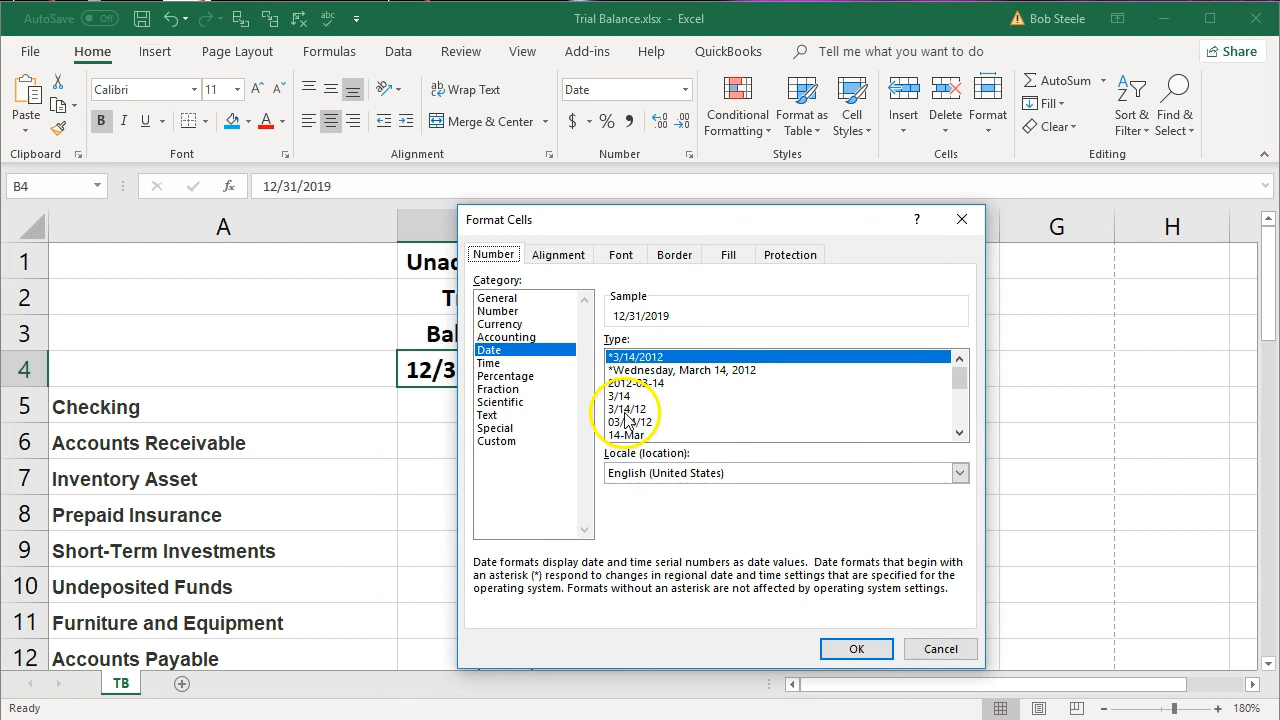 AutoSave Off
Trial Balance.xlsx - Excel
Bob Steele
File Home Insert Page Layout Formulas Data Review View Add-ins Help QuickBooks Tell me what you want to do Share
Paste
Calibri 11
B I U A
Wrap Text
Merge & Center
Date
$ % ,
Conditional Formatting
Format as Table
Cell Styles
Insert
Delete
Format
AutoSum
Fill
Clear
Sort & Filter
Find & Select
Clipboard Font Alignment Number Styles Cells Editing
B4 fx 12/31/2019
A G H
1
2
3
4
5 Checking
6 Accounts Receivable
7 Inventory Asset
8 Prepaid Insurance
9 Short-Term Investments
10 Undeposited Funds
11 Furniture and Equipment
12 Accounts Payable
Format Cells ?
Number Alignment Font Border Fill Protection
Category:
General
Number
Currency
Accounting
Date
Time
Percentage
Fraction
Scientific
Text
Special
Custom
Sample
12/31/2019
Type:
*3/14/2012
*Wednesday, March 14, 2012
2012-03-14
3/14
3/14/12
14-Mar
Locale (location):
English (United States)
Date formats display date and time serial numbers as date values. Date formats that begin with
an asterisk (*) respond to changes in regional date and time settings that are specified for the
operating system. Formats without an asterisk are not affected by operating system settings.
OK Cancel
TB
Ready
180%